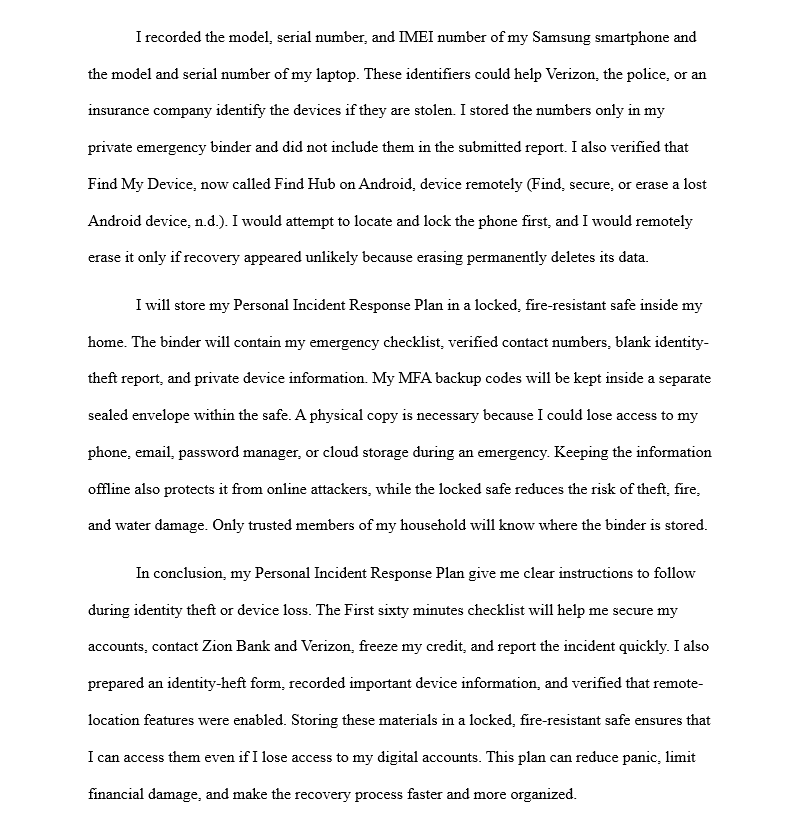 I recorded the model, serial number, and IMEI number of my Samsung smartphone and
the model and serial number of my laptop. These identifiers could help Verizon, the police, or an
insurance company identify the devices if they are stolen. I stored the numbers only in my
private emergency binder and did not include them in the submitted report. I also verified that
Find My Device, now called Find Hub on Android, device remotely (Find, secure, or erase a lost
Android device, n.d.). I would attempt to locate and lock the phone first, and I would remotely
erase it only if recovery appeared unlikely because erasing permanently deletes its data.
I will store my Personal Incident Response Plan in a locked, fire-resistant safe inside my
home. The binder will contain my emergency checklist, verified contact numbers, blank identity-
theft report, and private device information. My MFA backup codes will be kept inside a separate
sealed envelope within the safe. A physical copy is necessary because I could lose access to my
phone, email, password manager, or cloud storage during an emergency. Keeping the information
offline also protects it from online attackers, while the locked safe reduces the risk of theft, fire,
and water damage. Only trusted members of my household will know where the binder is stored.
In conclusion, my Personal Incident Response Plan give me clear instructions to follow
during identity theft or device loss. The First sixty minutes checklist will help me secure my
accounts, contact Zion Bank and Verizon, freeze my credit, and report the incident quickly. I also
prepared an identity-heft form, recorded important device information, and verified that remote-
location features were enabled. Storing these materials in a locked, fire-resistant safe ensures that
I can access them even if I lose access to my digital accounts. This plan can reduce panic, limit
financial damage, and make the recovery process faster and more organized.